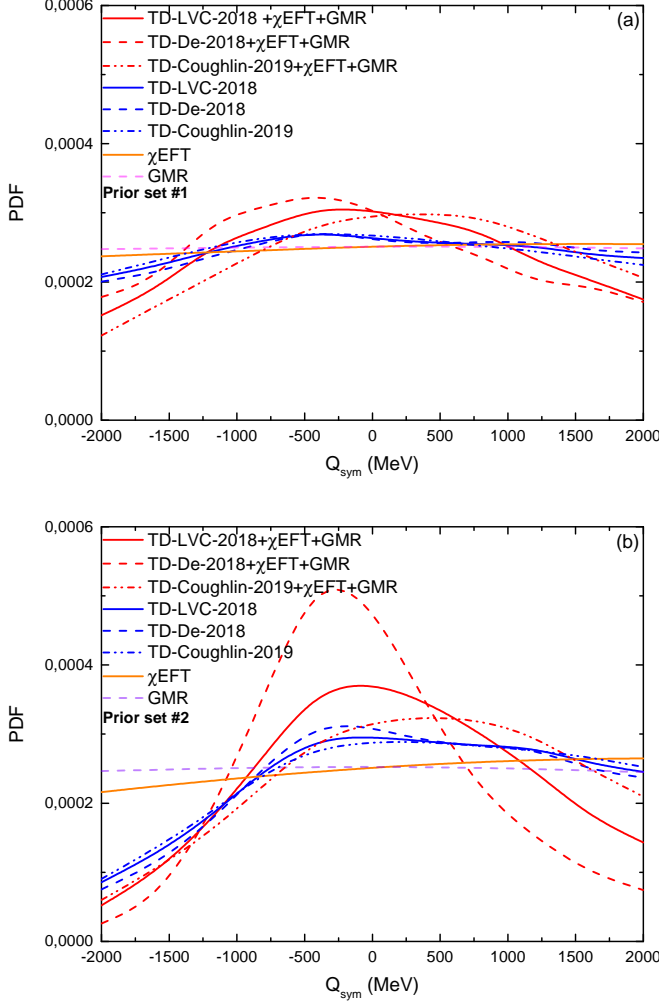 0,0006
(a)
TD-LVC-2018 +χEFT+GMR
TD-De-2018+χEFT+GMR
TD-Coughlin-2019+χEFT+GMR
TD-LVC-2018
TD-De-2018
TD-Coughlin-2019
χEFT
GMR
Prior set #1
0,0004
PDF
0,0002
0,0000
-2000 -1500 -1000 -500 0 500 1000 1500 2000
Qsym (MeV)
0,0006
(b)
TD-LVC-2018+χEFT+GMR
TD-De-2018+χEFT+GMR
TD-Coughlin-2019+χEFT+GMR
TD-LVC-2018
TD-De-2018
TD-Coughlin-2019
χEFT
GMR
Prior set #2
0,0004
PDF
0,0002
0,0000
-2000 -1500 -1000 -500 0 500 1000 1500 2000
Qsym (MeV)